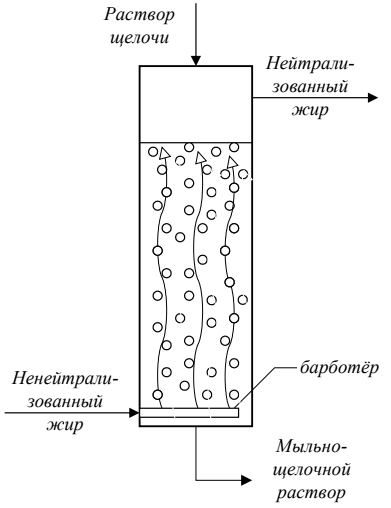 Раствор
щелочи
Нейтрали-
зованный
жир
барботёр
Ненейтрали-
зованный
жир
Мыльно-
щелочной
раствор